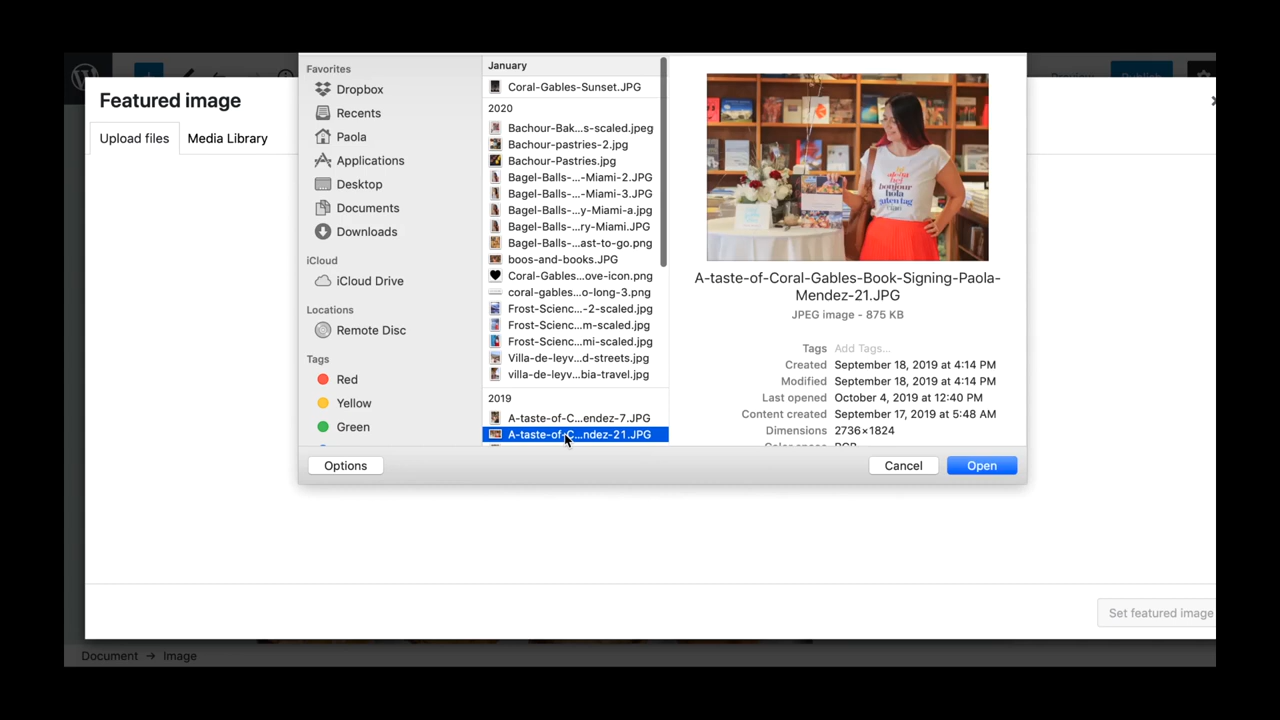 Featured image
Upload files
Media Library
Favorites
Dropbox
Recents
Paola
Applications
Desktop
Documents
Downloads
iCloud
iCloud Drive
Locations
Remote Disc
Tags
Red
Yellow
Green
January
Coral-Gables-Sunset.JPG
2020
Bachour-Bak...s-scaled.jpeg
Bachour-pastries-2.jpg
Bachour-Pastries.jpg
Bagel-Balls-...-Miami-2.JPG
Bagel-Balls-...-Miami-3.JPG
Bagel-Balls-...y-Miami-a.jpg
Bagel-Balls-...ry-Miami.JPG
Bagel-Balls-...ast-to-go.png
boos-and-books.JPG
Coral-Gables...ove-icon.png
coral-gables...o-long-3.png
Frost-Scienc...-2-scaled.jpg
Frost-Scienc...m-scaled.jpg
Frost-Scienc...mi-scaled.jpg
Villa-de-leyv...d-streets.jpg
villa-de-leyv...bia-travel.jpg
2019
A-taste-of-C...endez-7.JPG
A-taste-of-C...ndez-21.JPG
bonjour
hola
A-taste-of-Coral-Gables-Book-Signing-Paola-
Mendez-21.JPG
JPEG image - 875 KB
Tags Add Tags...
Created September 18, 2019 at 4:14 PM
Modified September 18, 2019 at 4:14 PM
Last opened October 4, 2019 at 12:40 PM
Content created September 17, 2019 at 5:48 AM
Dimensions 2736×1824
Color space RGB
Options
Cancel
Open
Set featured image
Document → Image
Preview
Publish